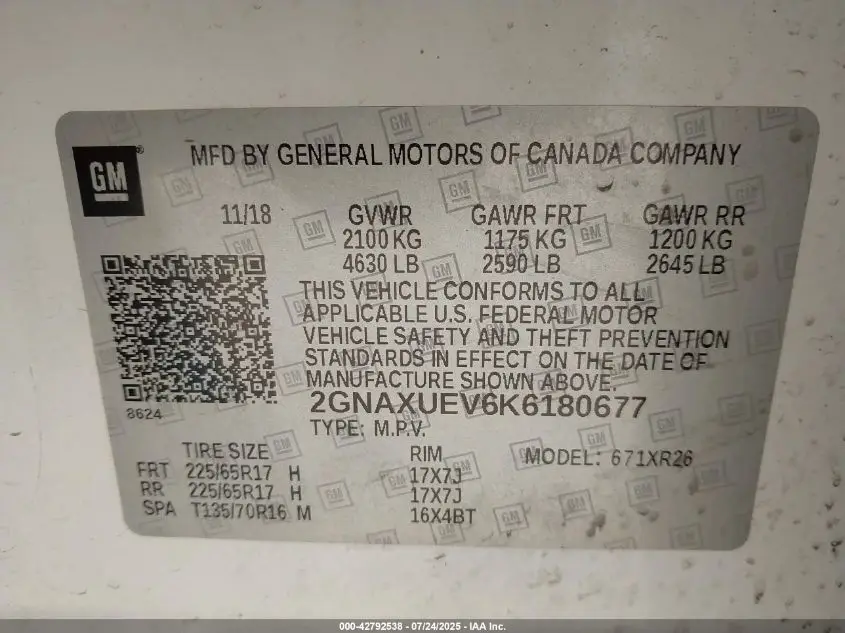 GM
MFD BY GENERAL MOTORS OF CANADA COMPANY
11/18 GVWR GAWR FRT GAWR RR
2100 KG 1175 KG 1200 KG
4630 LB 2590 LB 2645 LB
THIS VEHICLE CONFORMS TO ALL
APPLICABLE U.S. FEDERAL MOTOR
VEHICLE SAFETY AND THEFT PREVENTION
STANDARDS IN EFFECT ON THE DATE OF
MANUFACTURE SHOWN ABOVE.
8624
2GNAXUEV6K6180677
TYPE: M.P.V.
TIRE SIZE RIM MODEL: 671XR26
FRT 225/65R17 H 17X7J
RR 225/65R17 H 17X7J
SPA T135/70R16 M 16X4BT
000-42792538 - 07/24/2025 - IAA Inc.